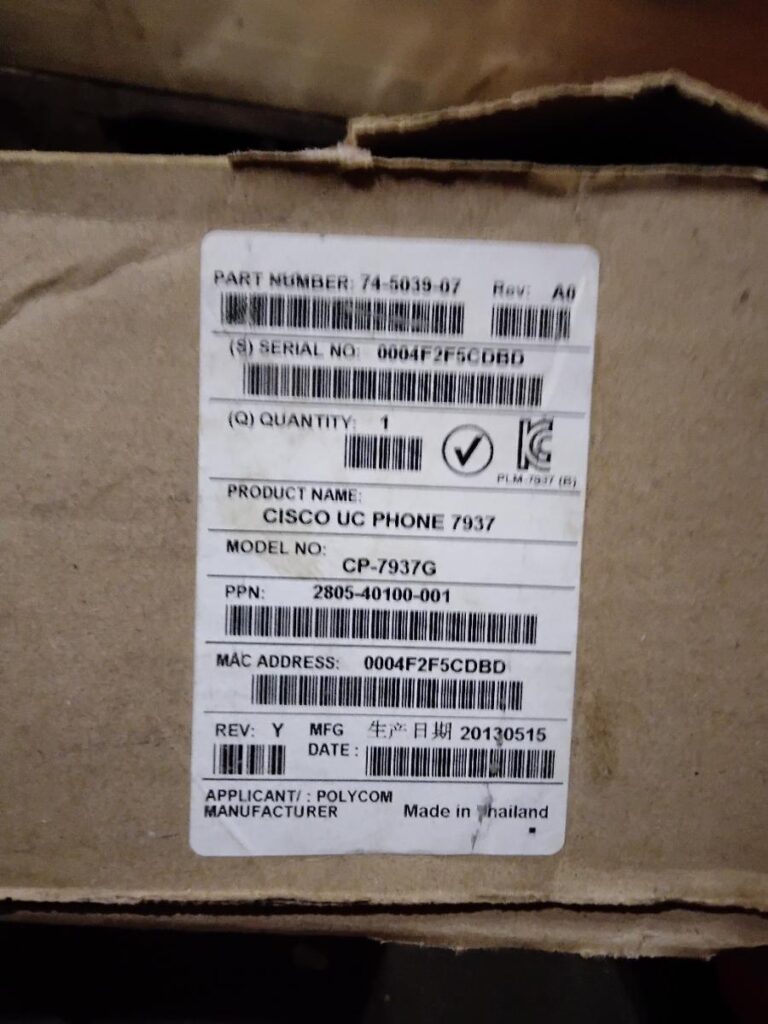 PART NUMBER: 74-5039-07 Rev: A0
(S) SERIAL NO: 0004F2F5CDBD
(Q) QUANTITY: 1
PLM-7937 (B)
PRODUCT NAME:
CISCO UC PHONE 7937
MODEL NO:
CP-7937G
PPN: 2805-40100-001
MAC ADDRESS: 0004F2F5CDBD
REV: Y MFG 生产日期 20130515
DATE :
APPLICANT/ : POLYCOM
MANUFACTURER Made in Thailand